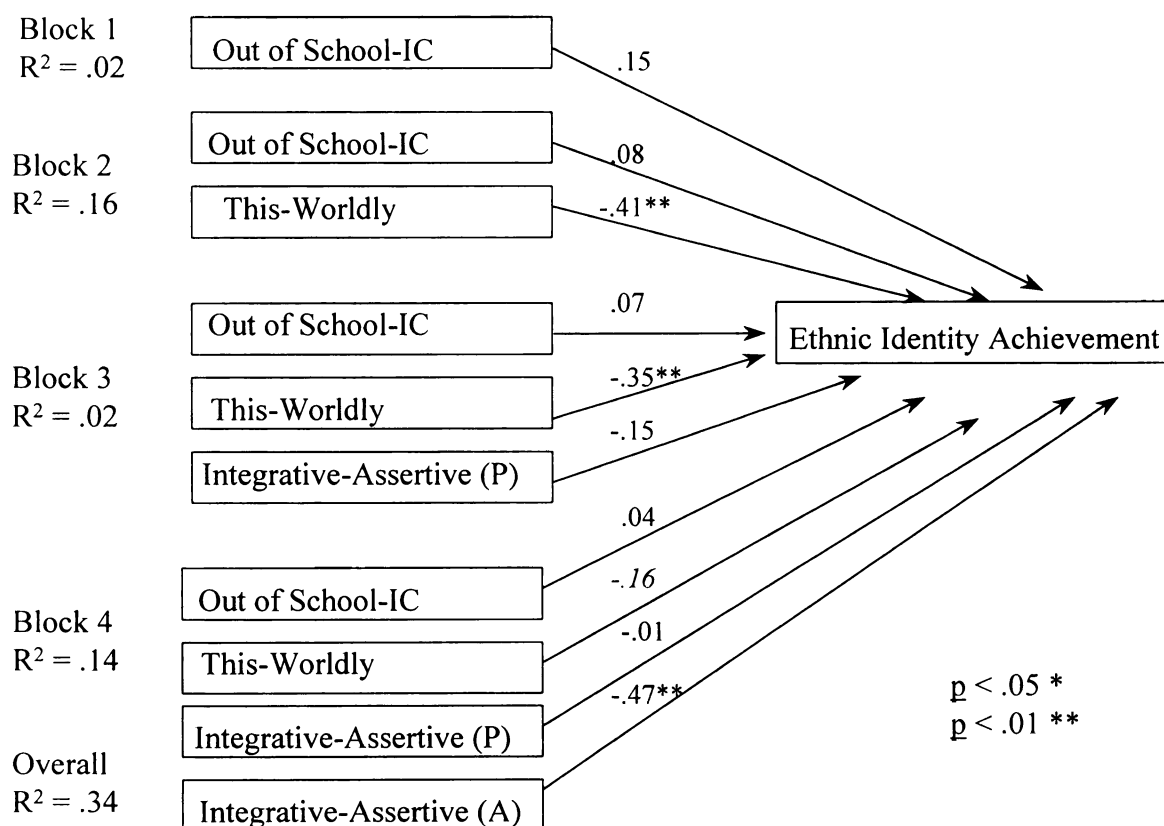 Block 1
R² = .02
Out of School-IC
.15
Block 2
R² = .16
Out of School-IC
.08
This-Worldly
-.41**
Block 3
R² = .02
Out of School-IC
.07
This-Worldly
-.35**
Integrative-Assertive (P)
-.15
Ethnic Identity Achievement
Block 4
R² = .14
Out of School-IC
.04
This-Worldly
-.16
Integrative-Assertive (P)
-.01
Integrative-Assertive (A)
-.47**
Overall
R² = .34
p < .05 *
p < .01 **